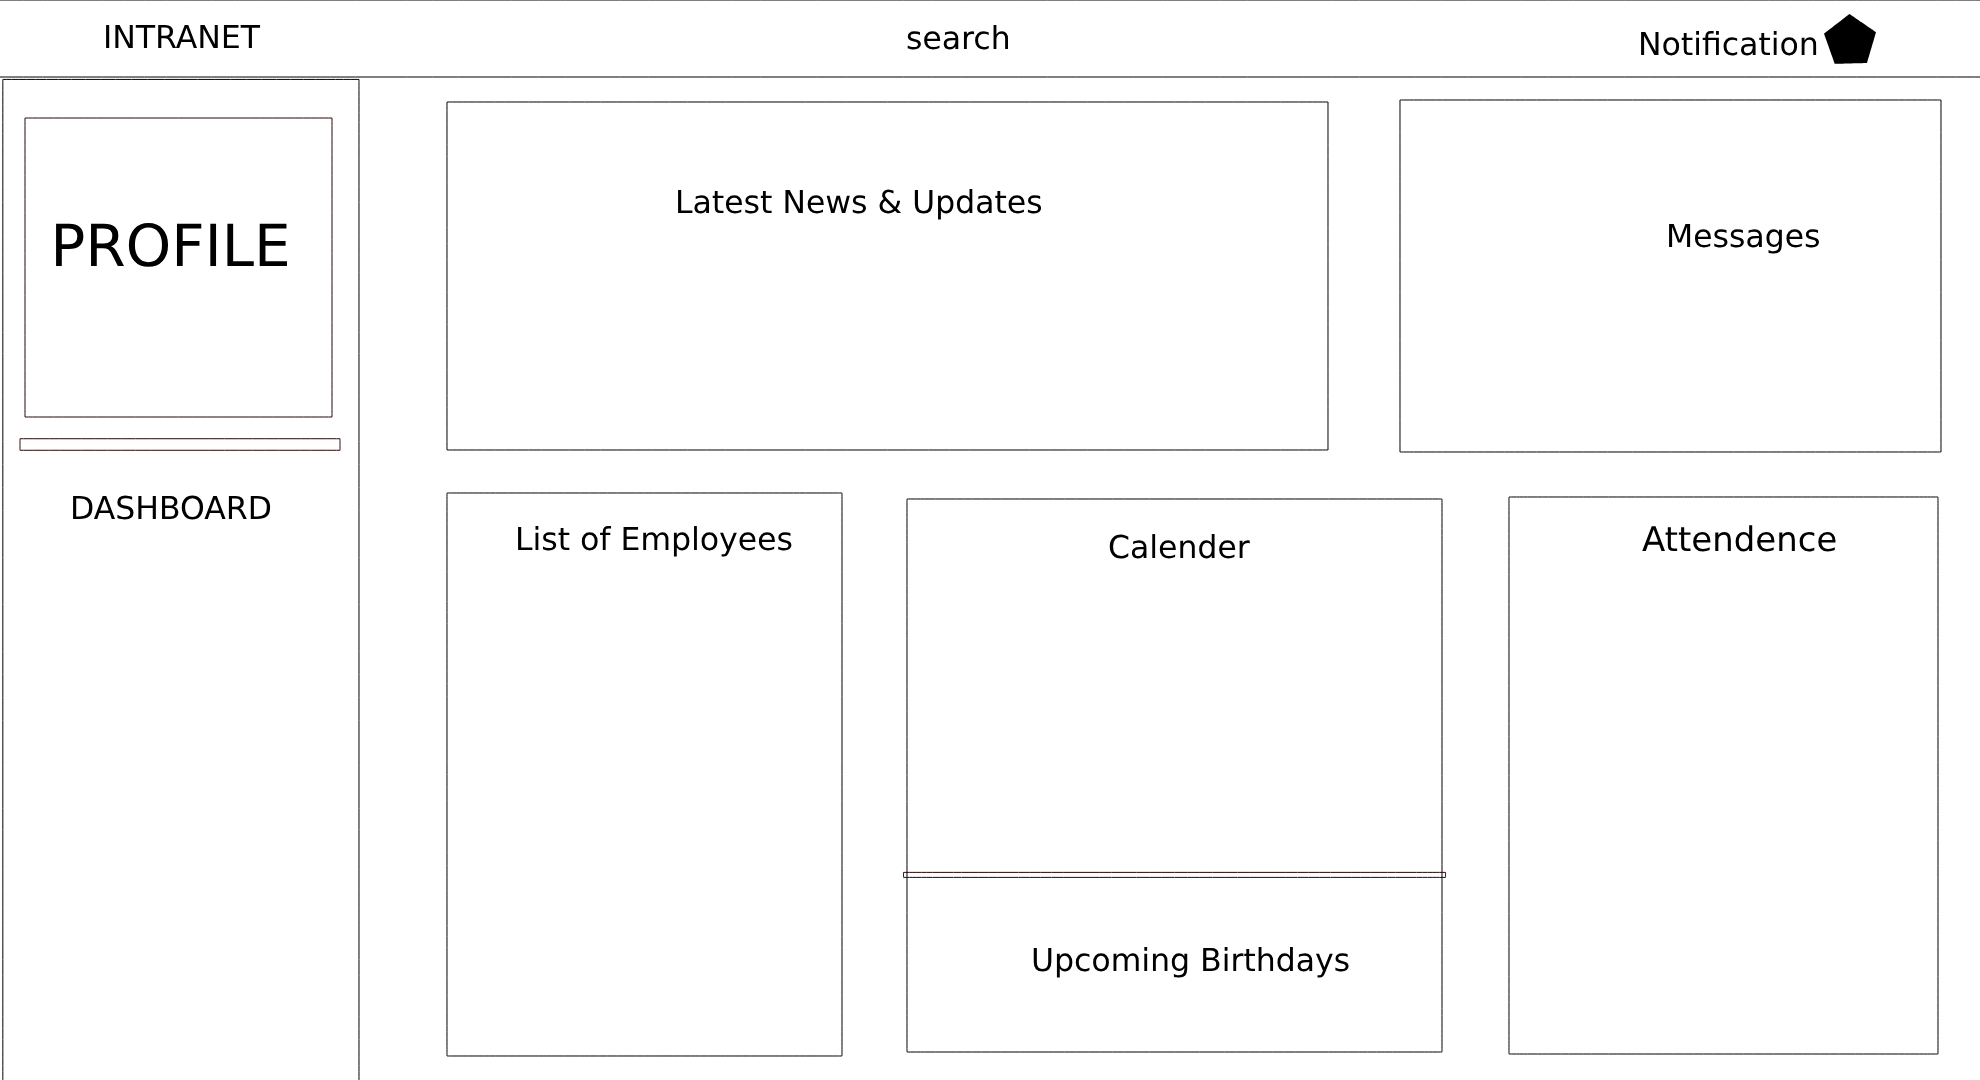 INTRANET
search
Notification
PROFILE
Latest News & Updates
Messages
DASHBOARD
List of Employees
Calender
Attendence
Upcoming Birthdays